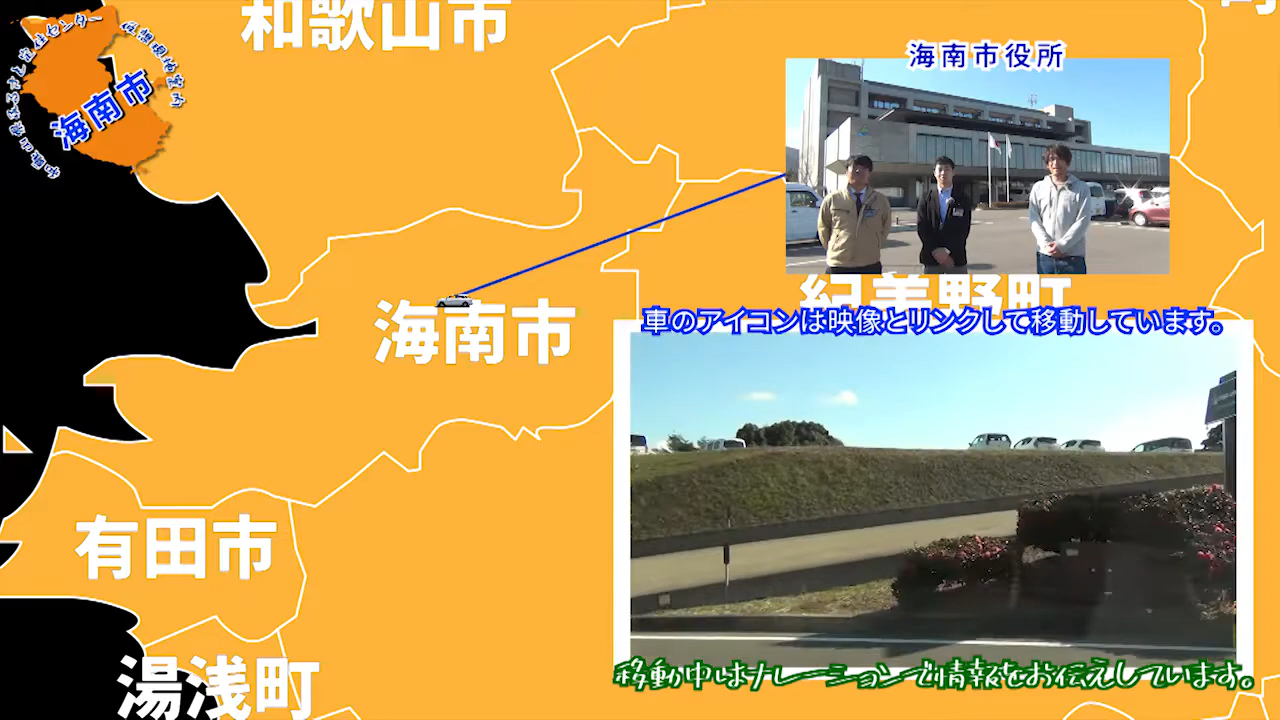 和歌山市
海南市
海南市役所
海南市
紀美野町
車のアイコンは映像とリンクして移動しています。
有田市
湯浅町
移動中はナレーションで情報をお伝えしています。